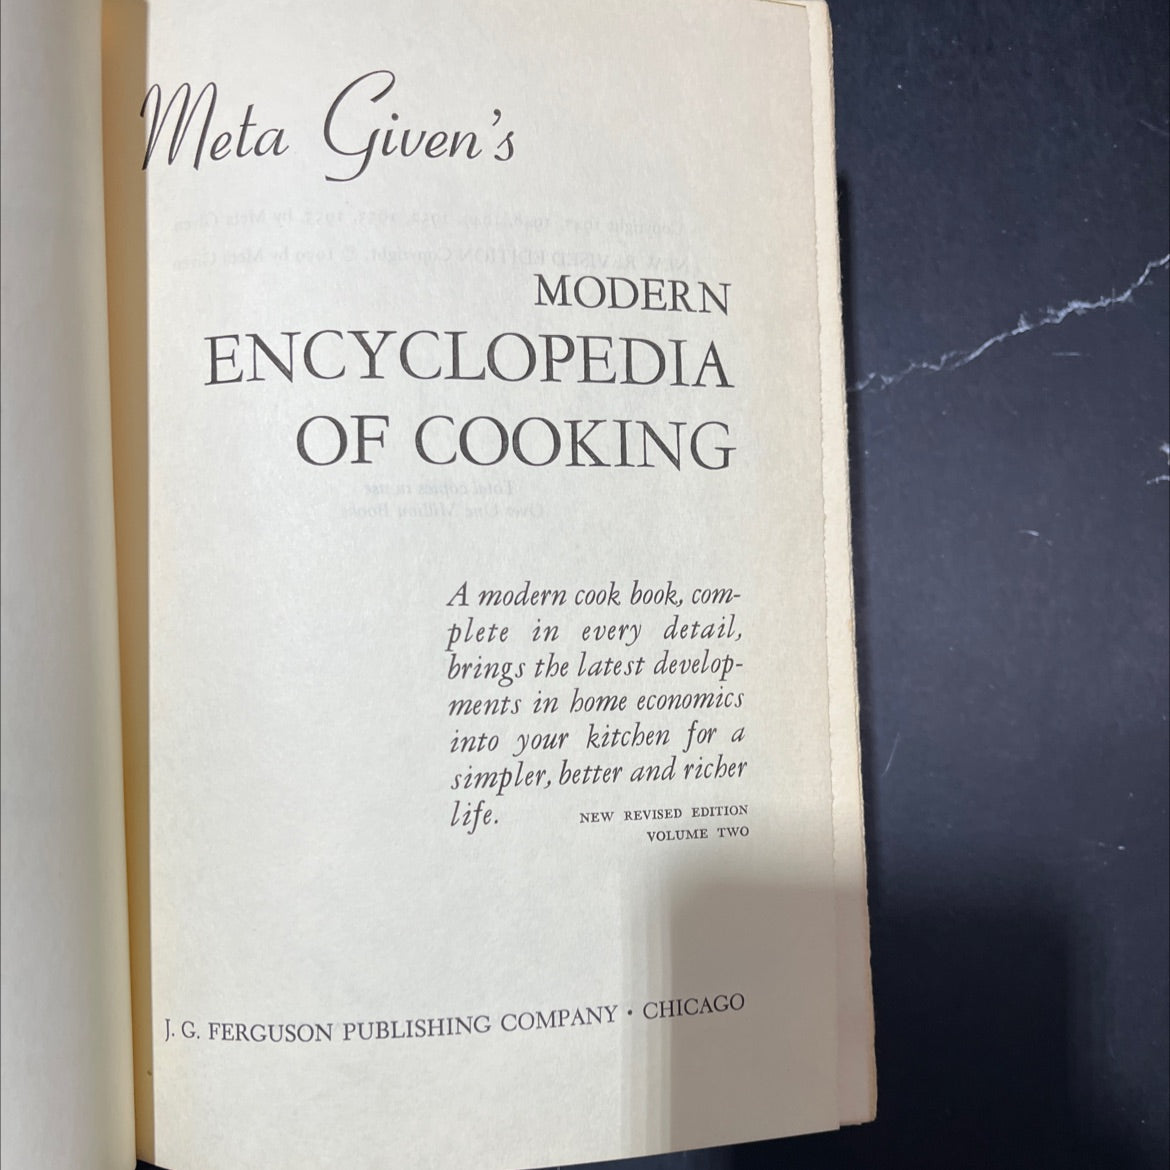 Meta Given's
MODERN
ENCYCLOPEDIA
OF COOKING
A modern cook book, com-
plete in every detail,
brings the latest develop-
ments in home economics
into your kitchen for a
simpler, better and richer
life.
NEW REVISED EDITION
VOLUME TWO
J. G. FERGUSON PUBLISHING COMPANY • CHICAGO